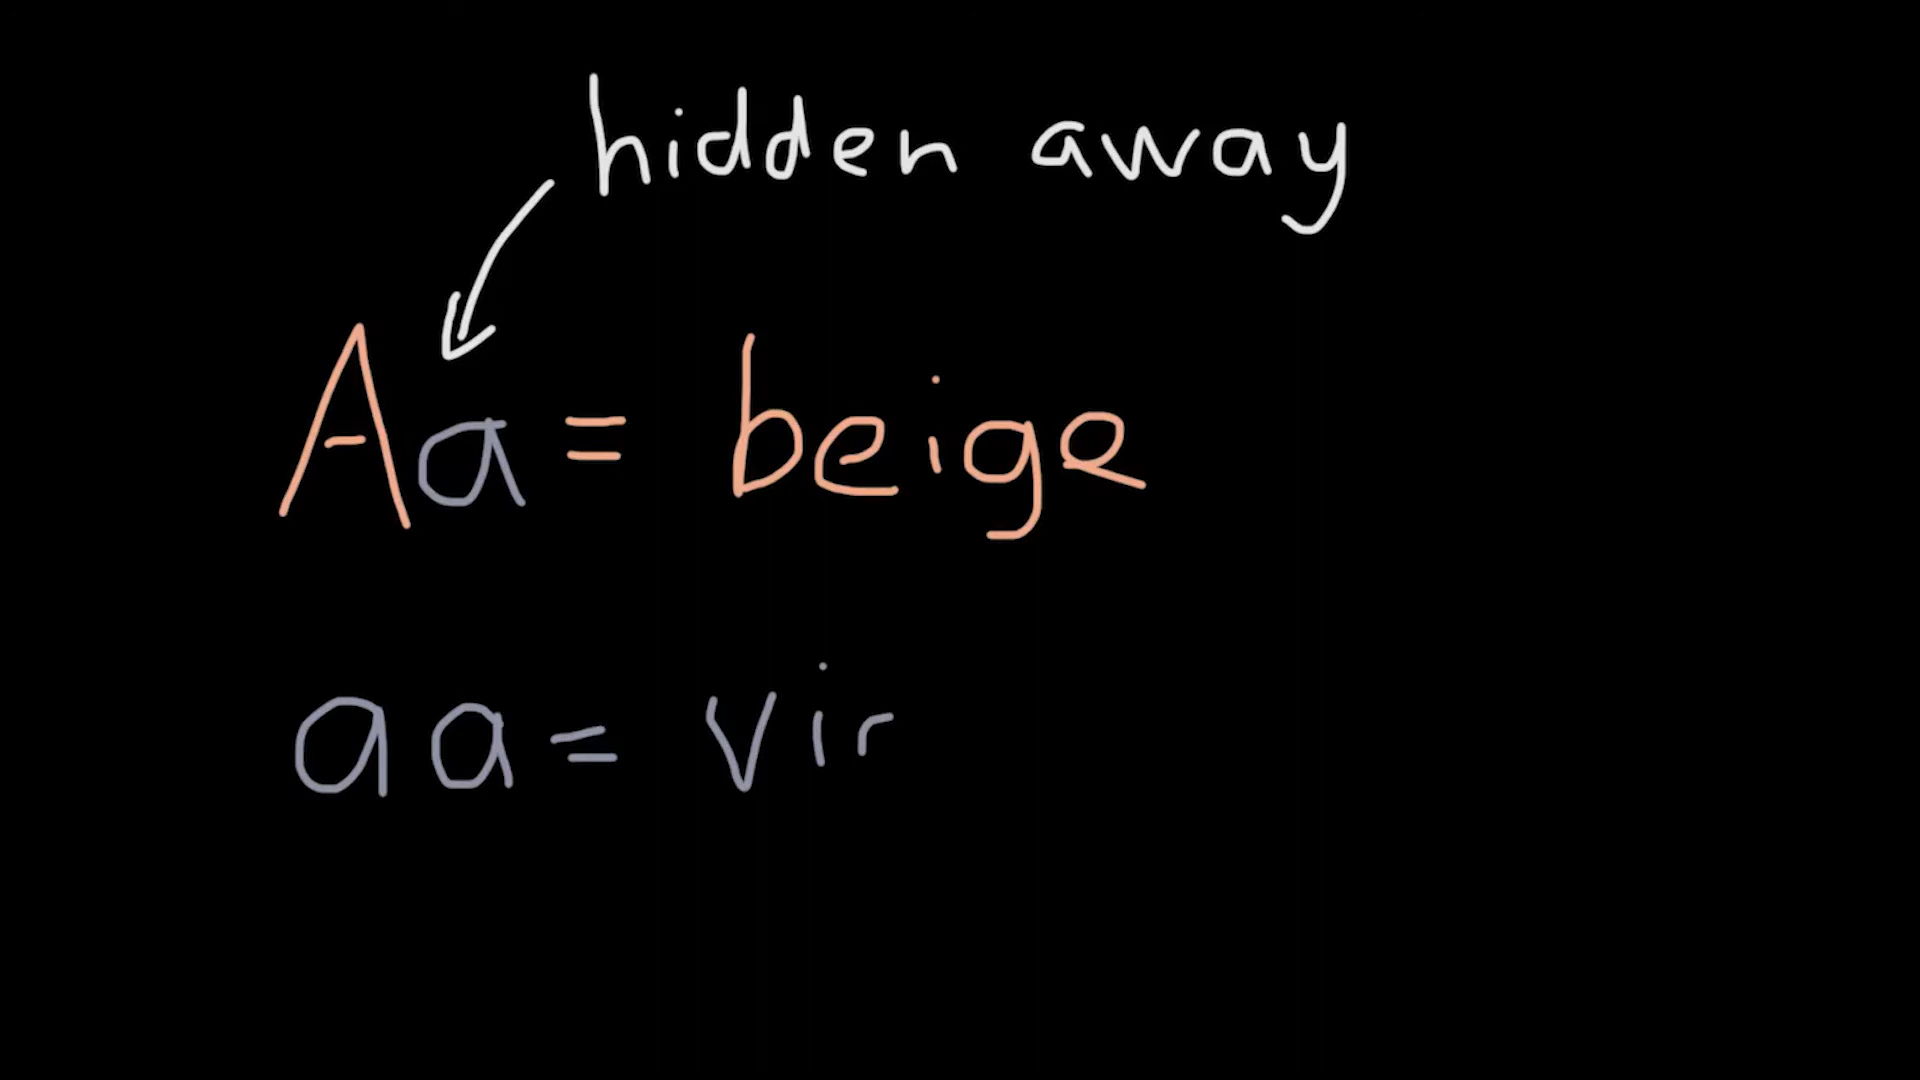 hidden away
Aa = beige
aa = vir